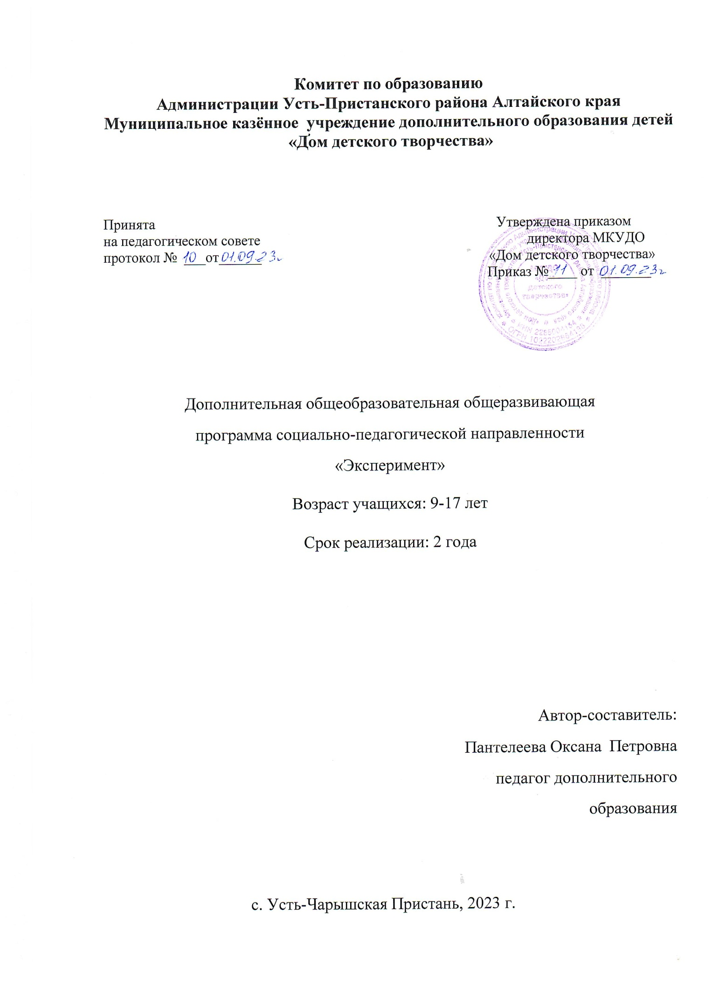 Комитет по образованию
Администрации Усть-Пристанского района Алтайского края
Муниципальное казённое учреждение дополнительного образования детей
«Дом детского творчества»
Принята
на педагогическом совете
протокол № 10 от 01.09.23г
Утверждена приказом
директора МКУДО
«Дом детского творчества»
Приказ № 71 от 01.09.23г
детского
творчества»
Дополнительная общеобразовательная общеразвивающая
программа социально-педагогической направленности
«Эксперимент»
Возраст учащихся: 9-17 лет
Срок реализации: 2 года
Автор-составитель:
Пантелеева Оксана Петровна
педагог дополнительного
образования
с. Усть-Чарышская Пристань, 2023 г.